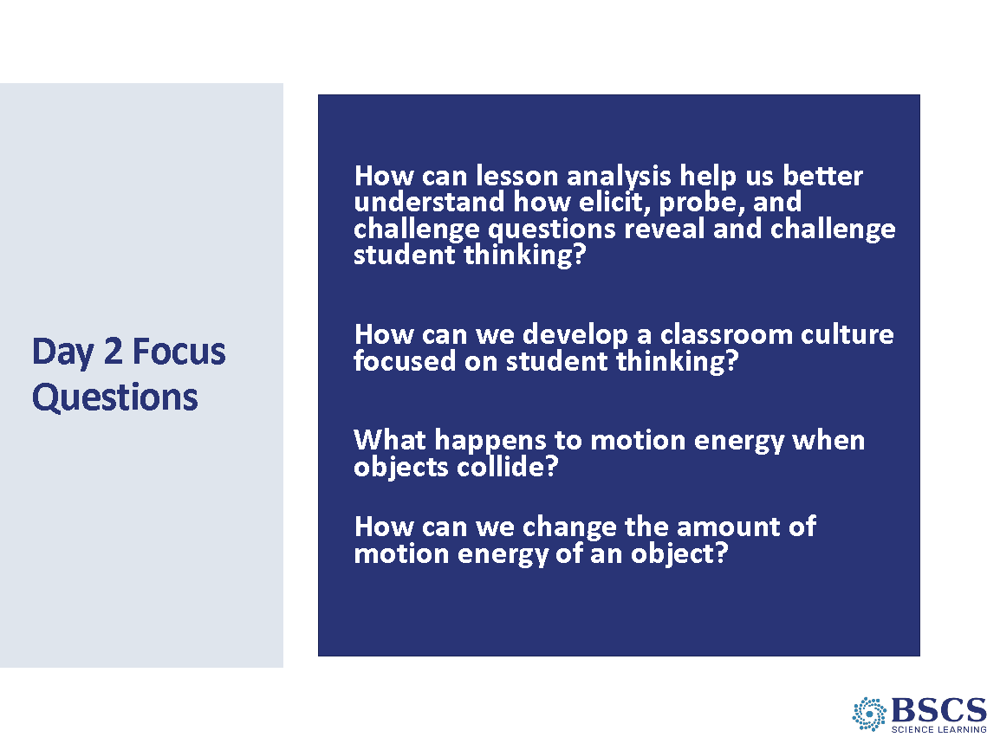 Day 2 Focus
Questions
How can lesson analysis help us better
understand how elicit, probe, and
challenge questions reveal and challenge
student thinking?
How can we develop a classroom culture
focused on student thinking?
What happens to motion energy when
objects collide?
How can we change the amount of
motion energy of an object?
BSCS
SCIENCE LEARNING